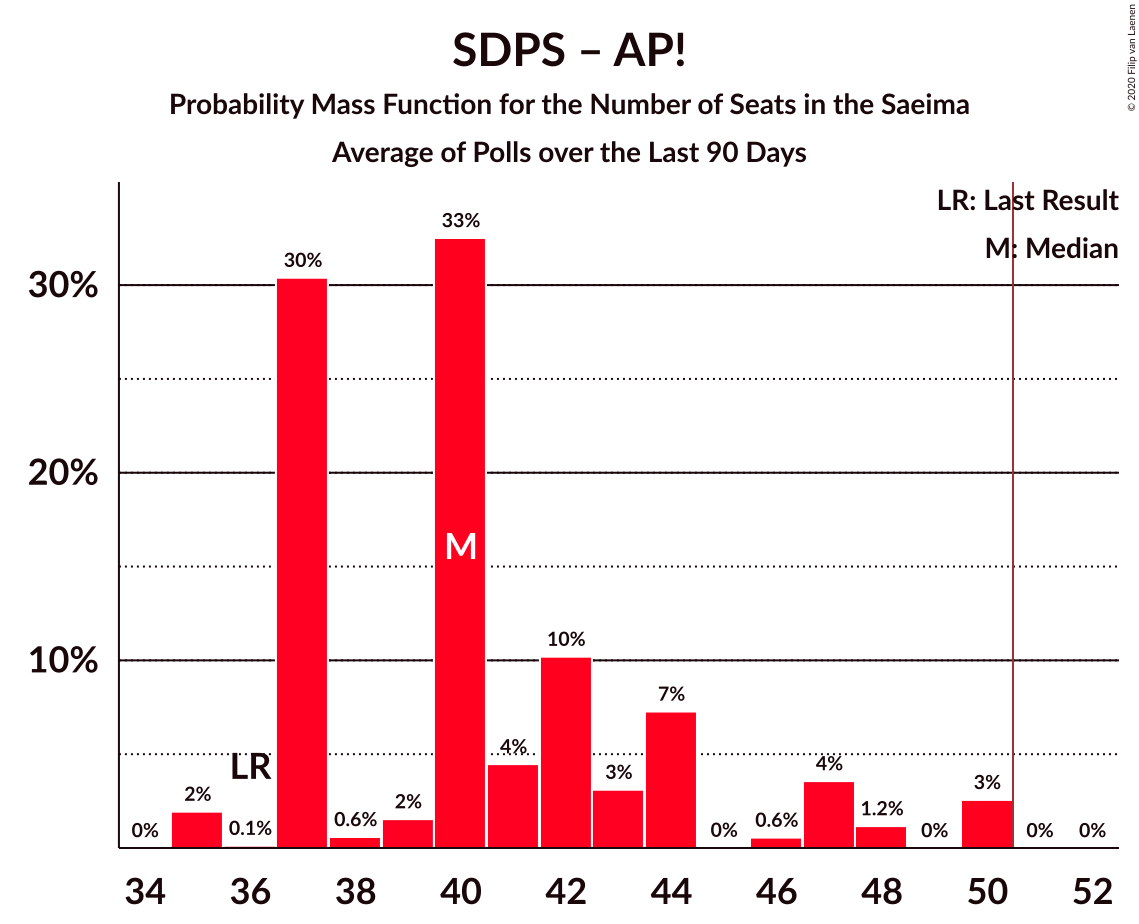 SDPS – AP!
Probability Mass Function for the Number of Seats in the Saeima
Average of Polls over the Last 90 Days
© 2020 Filip van Laenen
LR: Last Result
M: Median
30%
20%
10%
0%
2%
0.1%
LR
30%
0.6%
2%
33%
M
4%
10%
3%
7%
0%
0.6%
4%
1.2%
0%
3%
0%
0%
34 36 38 40 42 44 46 48 50 52